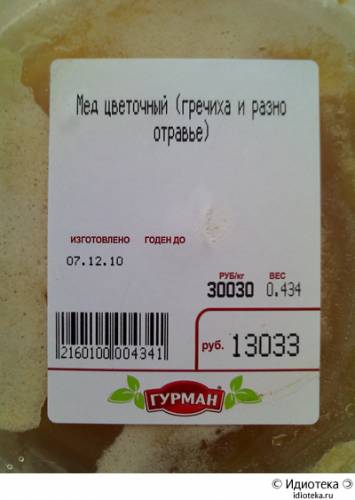 Мед цветочный (гречиха и разно
отравье)
ИЗГОТОВЛЕНО ГОДЕН ДО
07.12.10
РУБ/кг ВЕС
30030 0.434
2160100 004341
руб. 13033
ГУРМАН
© Идиотека
idioteka.ru